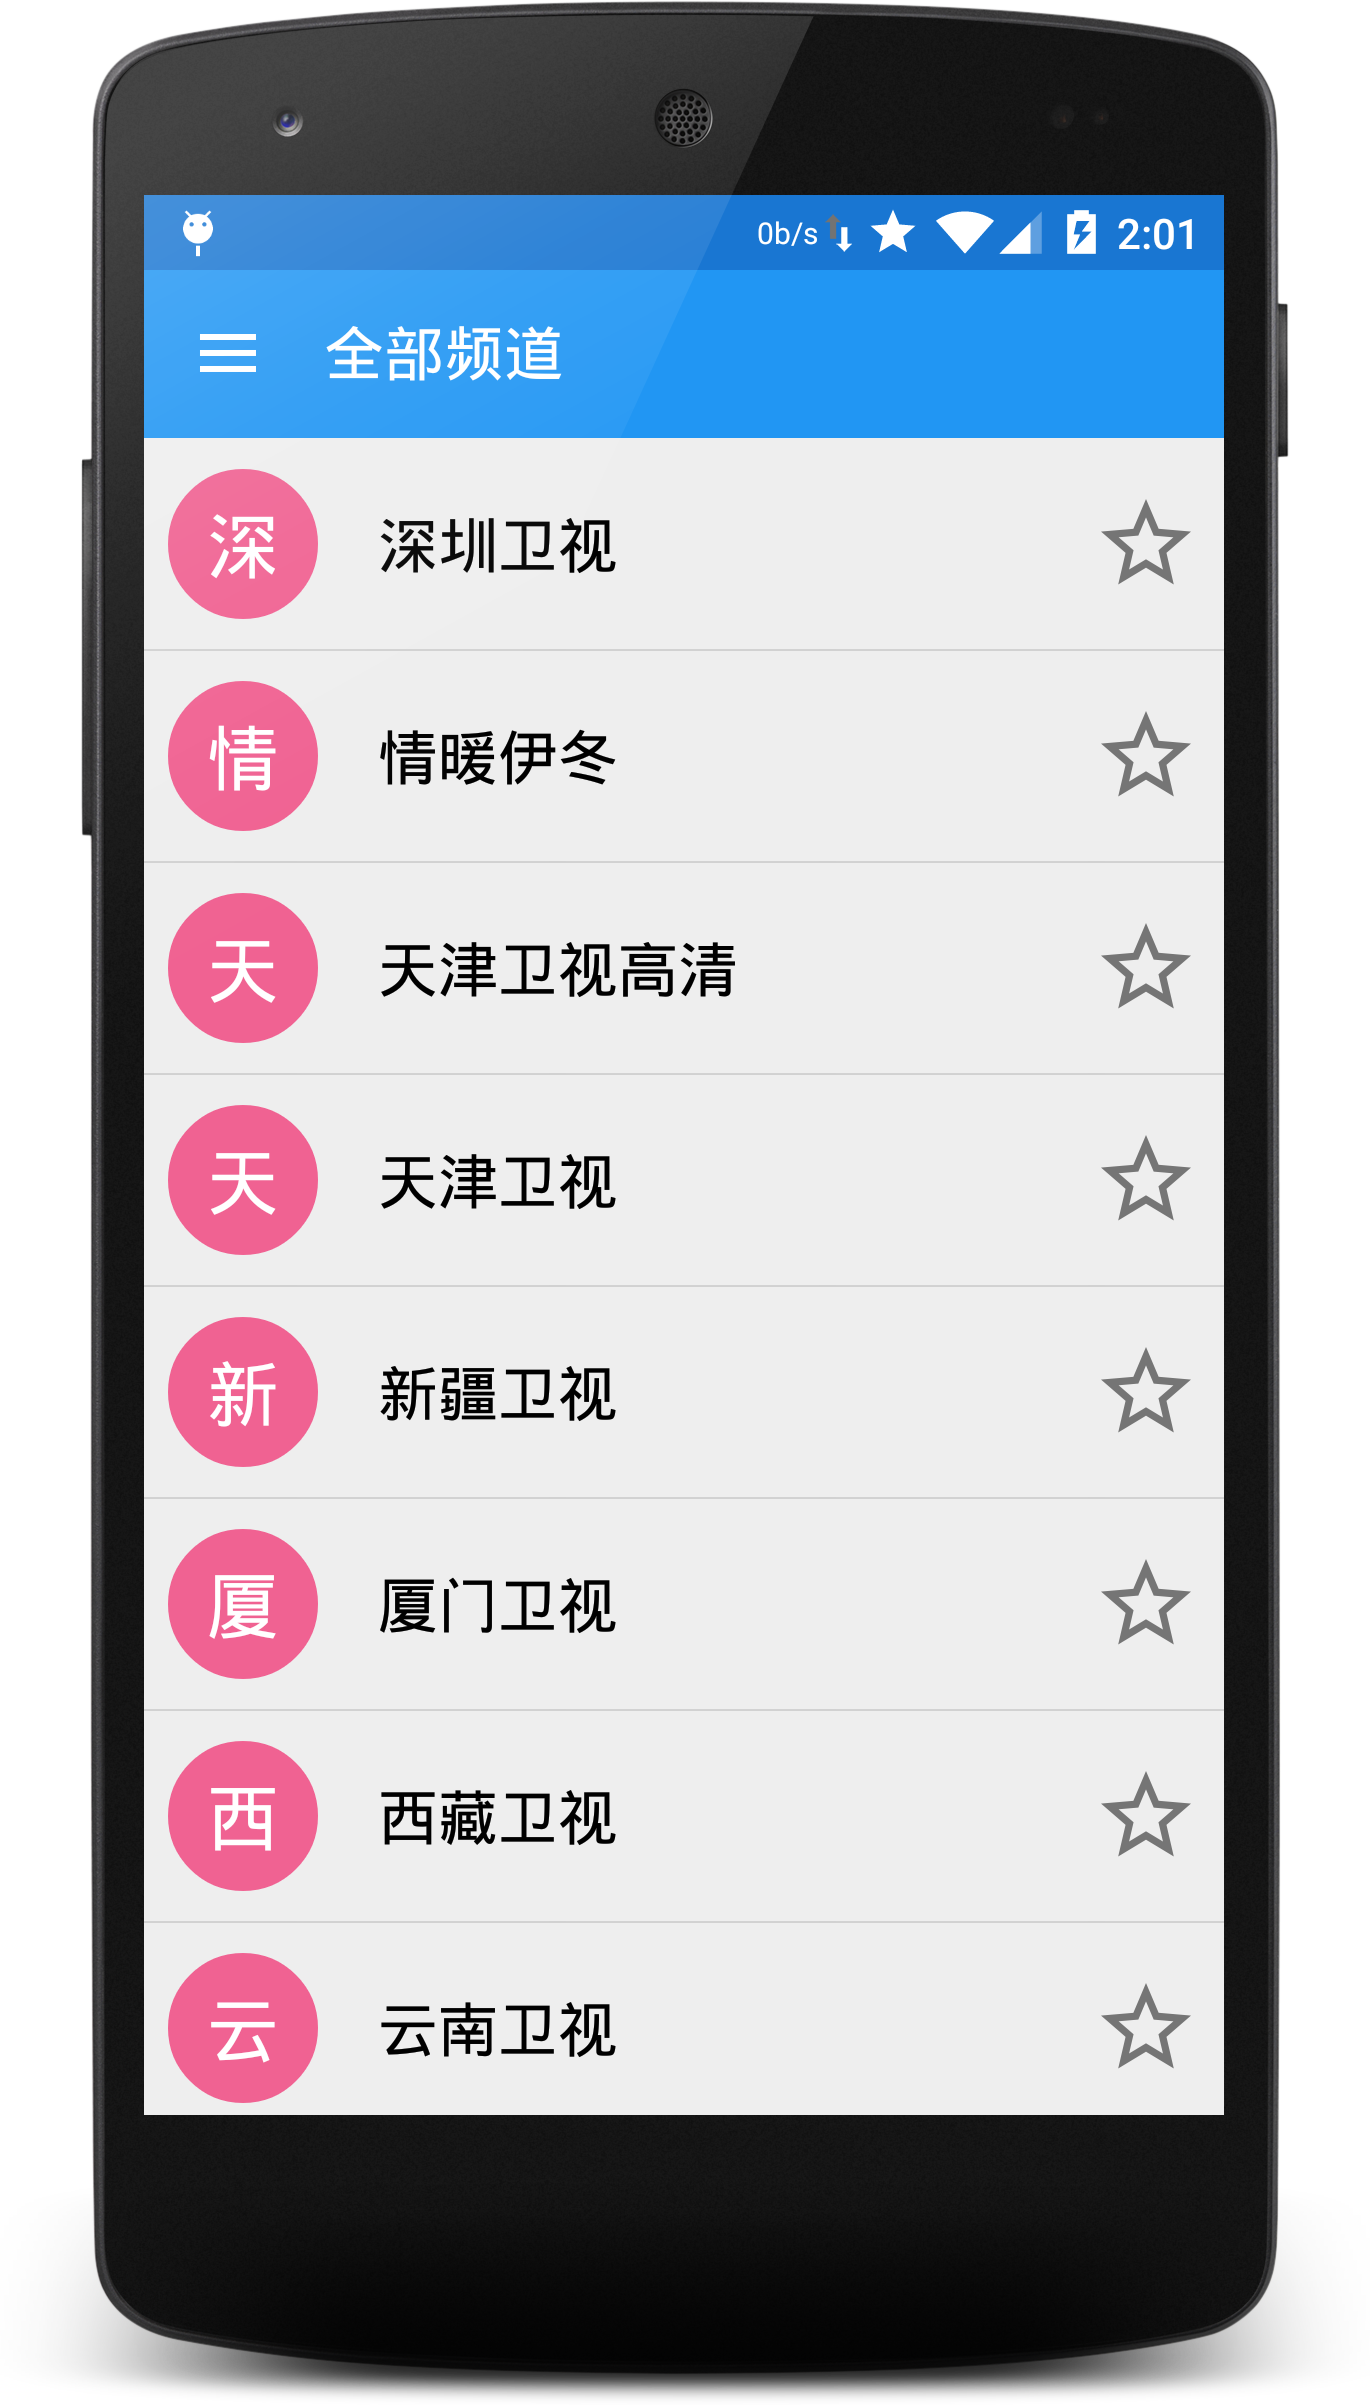 0b/s 2:01
全部频道
深 深圳卫视
情 情暖伊冬
天 天津卫视高清
天 天津卫视
新 新疆卫视
厦 厦门卫视
西 西藏卫视
云 云南卫视